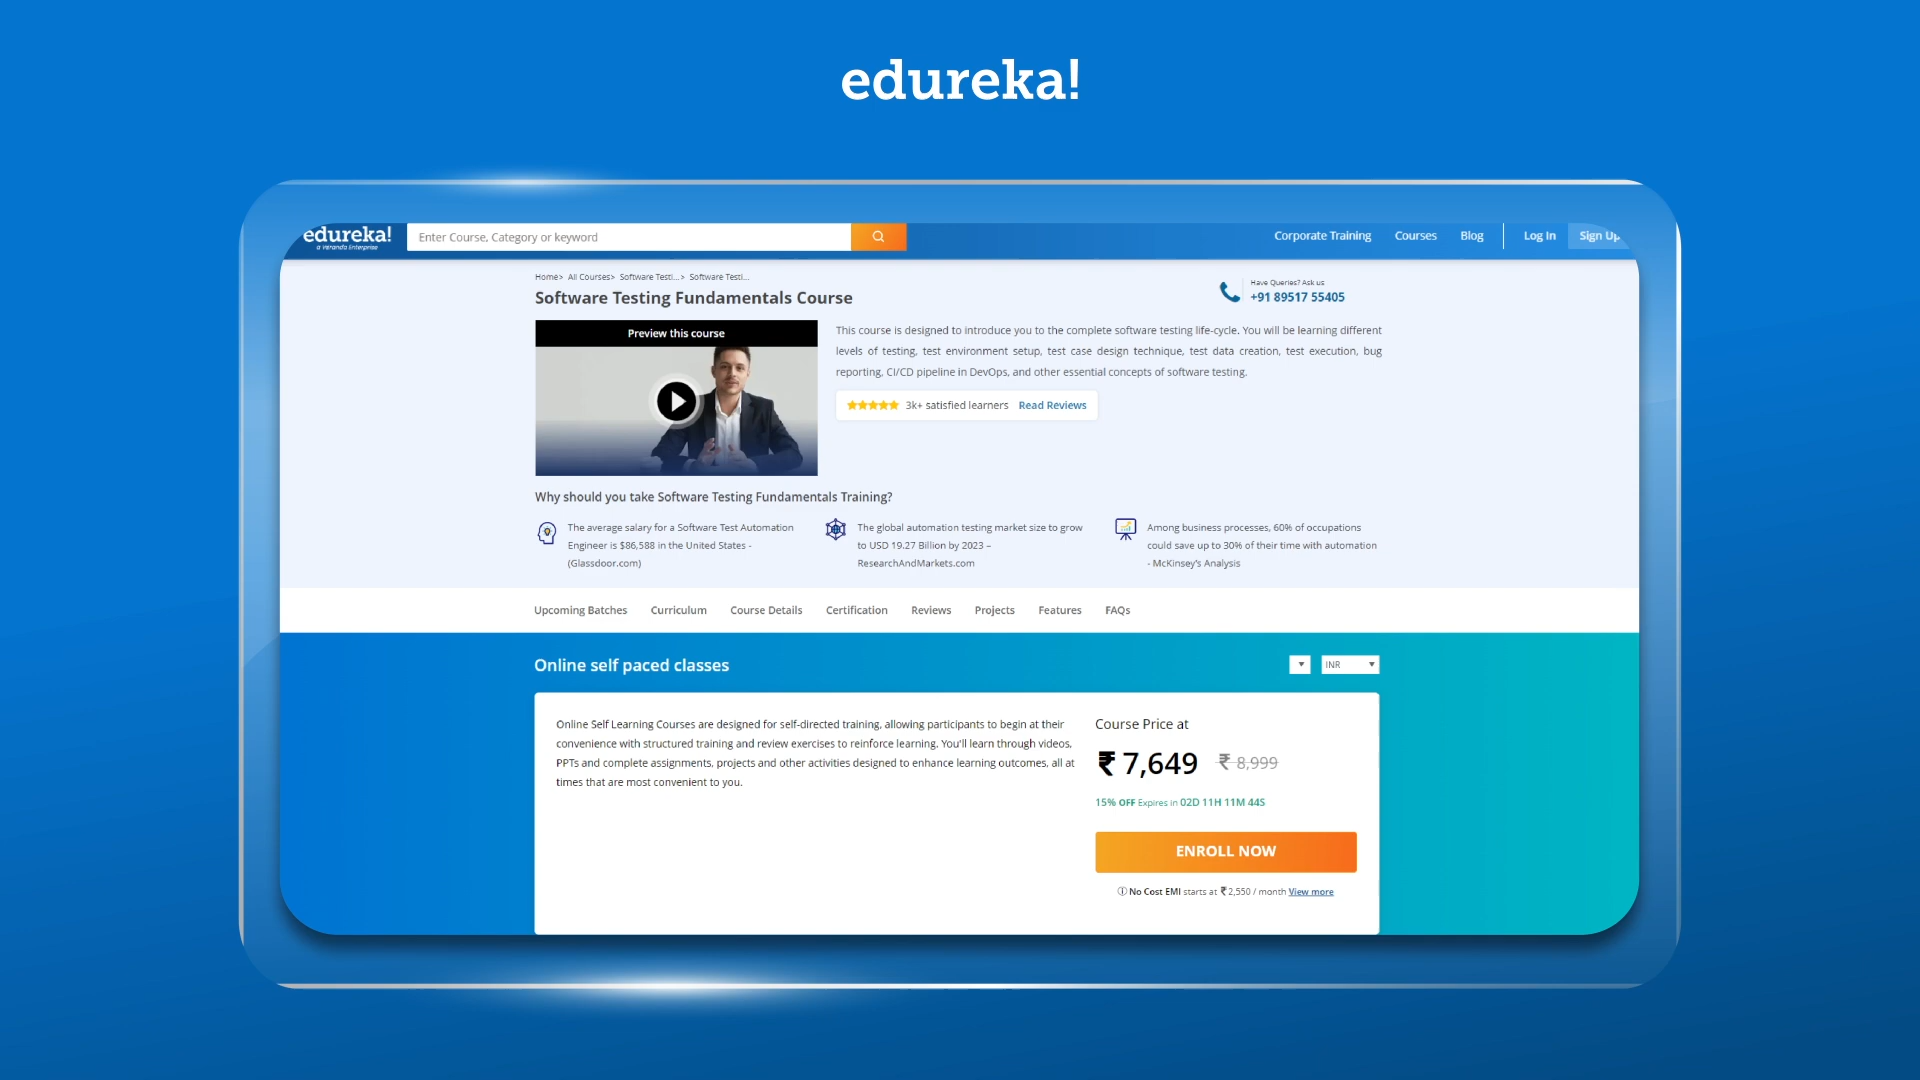 edureka!
edureka!
a Veranda Enterprise
Enter Course, Category or keyword
Corporate Training
Courses
Blog
Log In
Sign Up
Home> All Courses> Software Testi...> Software Testi...
Software Testing Fundamentals Course
Have Queries? Ask us
+91 89517 55405
Preview this course
This course is designed to introduce you to the complete software testing life-cycle. You will be learning different
levels of testing, test environment setup, test case design technique, test data creation, test execution, bug
reporting, CI/CD pipeline in DevOps, and other essential concepts of software testing.
3k+ satisfied learners Read Reviews
Why should you take Software Testing Fundamentals Training?
The average salary for a Software Test Automation
Engineer is $86,588 in the United States -
(Glassdoor.com)
The global automation testing market size to grow
to USD 19.27 Billion by 2023 –
ResearchAndMarkets.com
Among business processes, 60% of occupations
could save up to 30% of their time with automation
- McKinsey's Analysis
Upcoming Batches
Curriculum
Course Details
Certification
Reviews
Projects
Features
FAQs
Online self paced classes
INR
Online Self Learning Courses are designed for self-directed training, allowing participants to begin at their
convenience with structured training and review exercises to reinforce learning. You'll learn through videos,
PPTs and complete assignments, projects and other activities designed to enhance learning outcomes, all at
times that are most convenient to you.
Course Price at
₹ 7,649 ₹ 8,999
15% OFF Expires in 02D 11H 11M 44S
ENROLL NOW
No Cost EMI starts at ₹ 2,550 / month View more